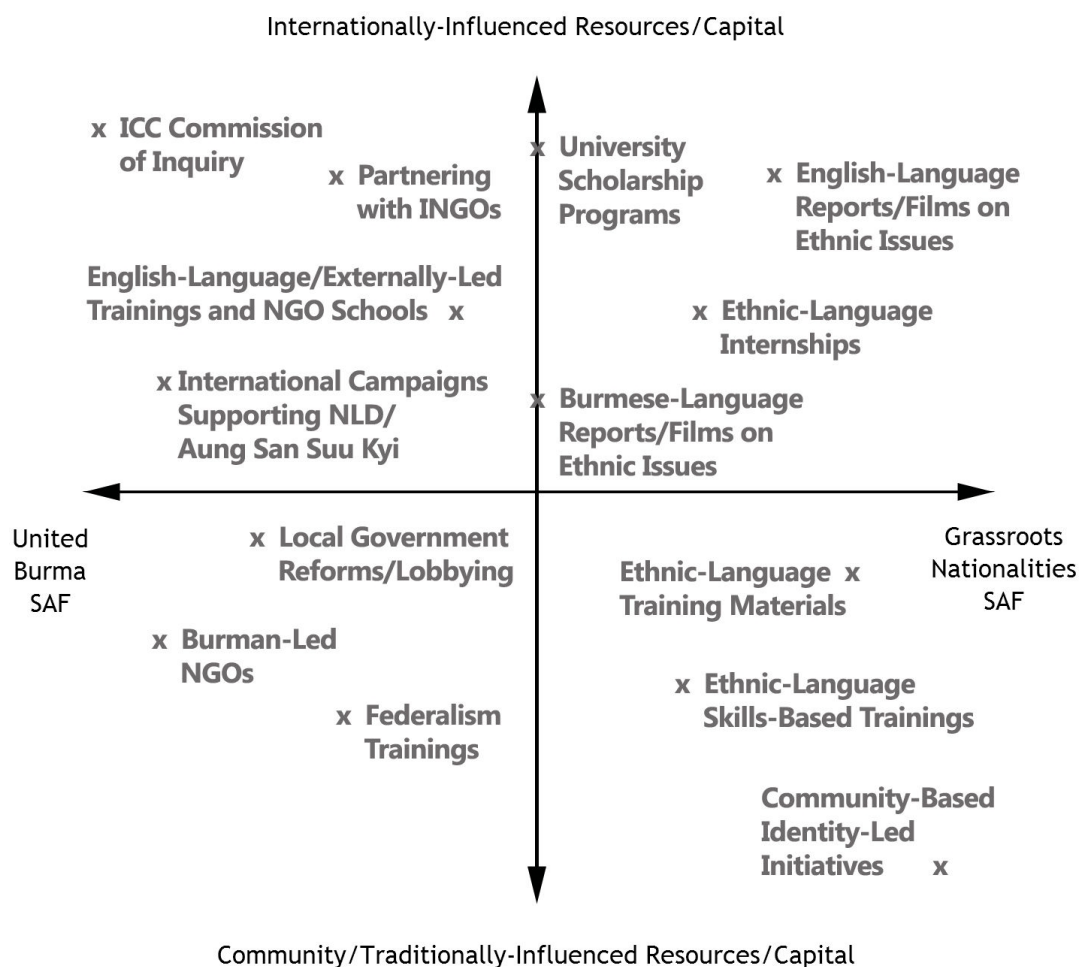 Internationally-Influenced Resources/Capital
x ICC Commission
of Inquiry
x Partnering
with INGOs
x University
Scholarship
Programs
x English-Language
Reports/Films on
Ethnic Issues
English-Language/Externally-Led
Trainings and NGO Schools x
x Ethnic-Language
Internships
x International Campaigns
Supporting NLD/
Aung San Suu Kyi
x Burmese-Language
Reports/Films on
Ethnic Issues
United
Burma
SAF
Grassroots
Nationalities
SAF
x Local Government
Reforms/Lobbying
Ethnic-Language x
Training Materials
x Burman-Led
NGOs
x Ethnic-Language
Skills-Based Trainings
x Federalism
Trainings
Community-Based
Identity-Led
Initiatives x
Community/Traditionally-Influenced Resources/Capital